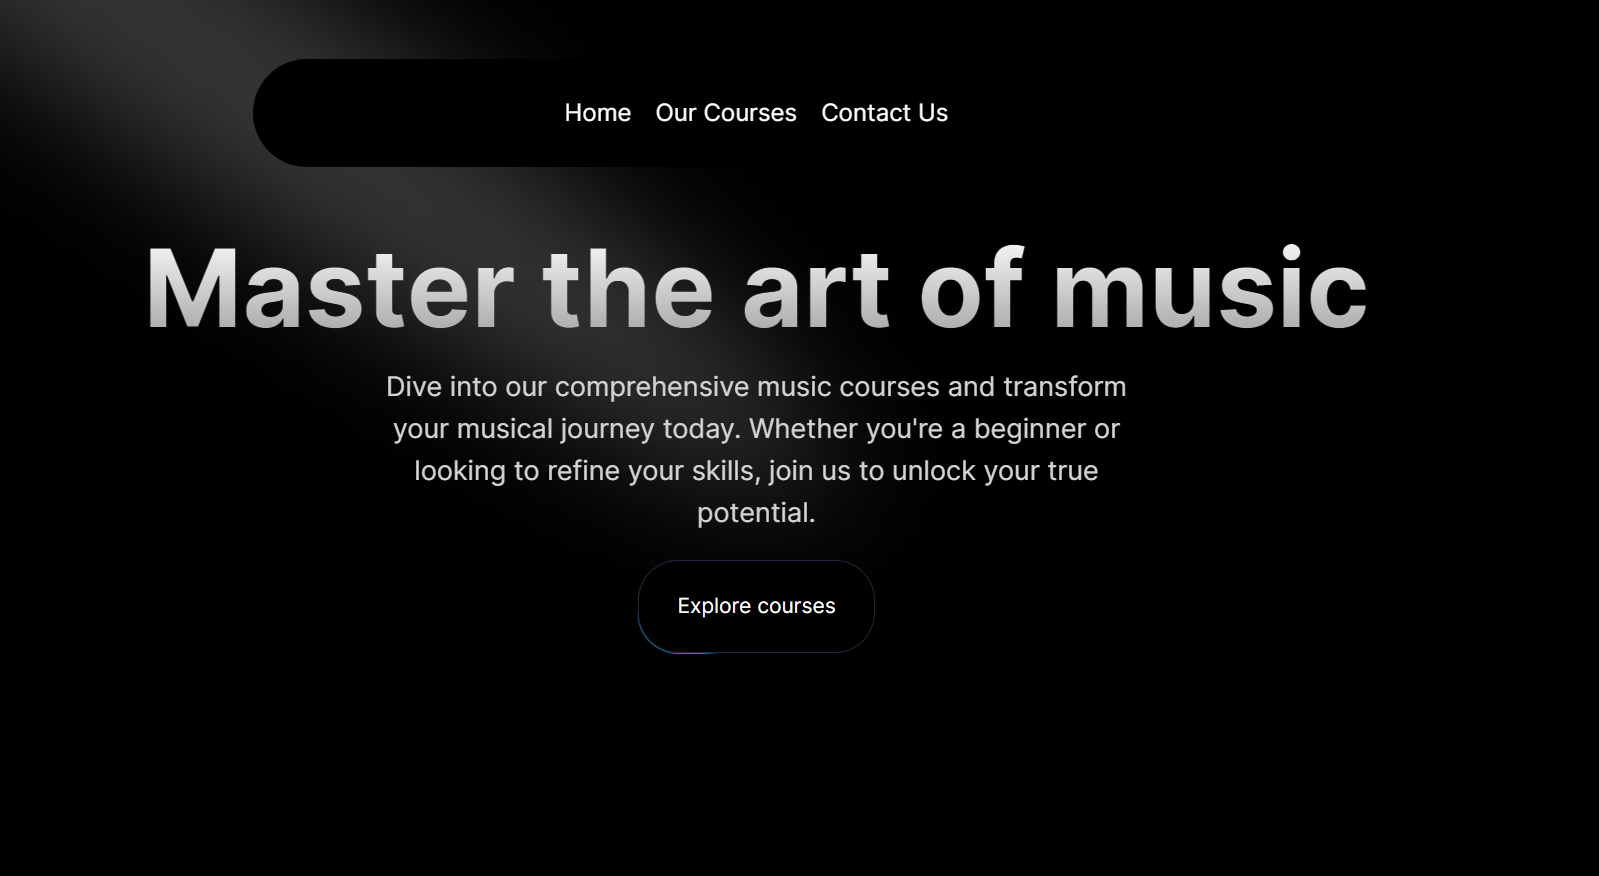 Home Our Courses Contact Us
Master the art of music
Dive into our comprehensive music courses and transform
your musical journey today. Whether you're a beginner or
looking to refine your skills, join us to unlock your true
potential.
Explore courses